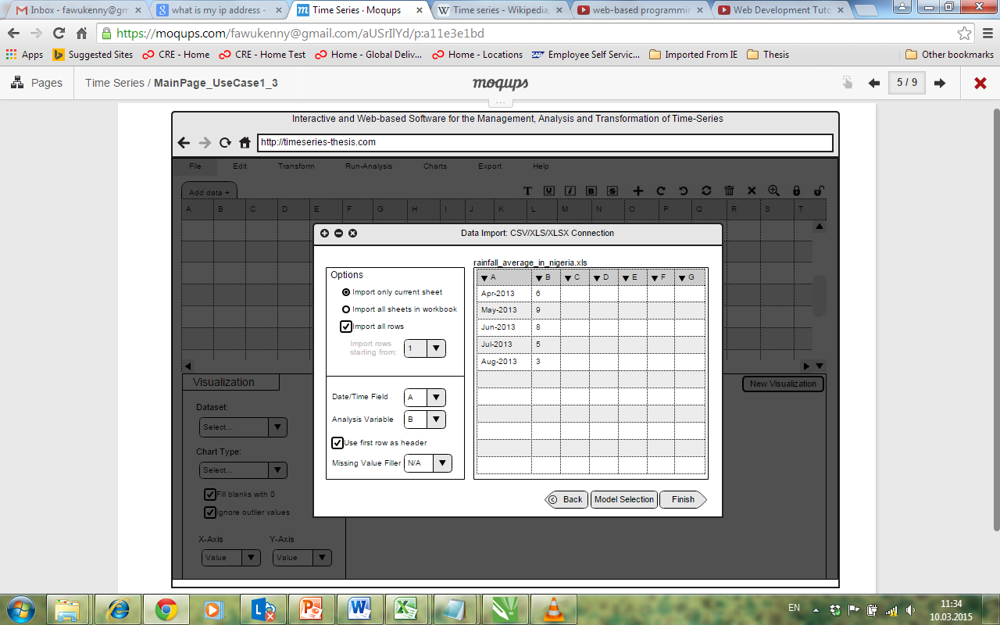 Inbox - fawukenny@gm
what is my ip address -
Time Series · Moqups
Time series - Wikipedia,
web-based programmin
Web Development Tuto
https://moqups.com/fawukenny@gmail.com/aUSrIlYd/p:a11e3e1bd
Apps Suggested Sites CRE - Home CRE - Home Test Home - Global Deliv... Home - Locations SAP Employee Self Servic... Imported From IE Thesis Other bookmarks
Pages Time Series / MainPage_UseCase1_3 moqups 5 / 9
Interactive and Web-based Software for the Management, Analysis and Transformation of Time-Series
http://timeseries-thesis.com
File Edit Transform Run-Analysis Charts Export Help
Add data + T U i B S
A B C D E F G H I J K L M N O P Q R S T
Data Import: CSV/XLS/XLSX Connection
rainfall_average_in_nigeria.xls
Options
Import only current sheet
Import all sheets in workbook
Import all rows
Import rows
starting from: 1
Date/Time Field A
Analysis Variable B
Use first row as header
Missing Value Filler N/A
A B C D E F G
Apr-2013 6
May-2013 9
Jun-2013 8
Jul-2013 5
Aug-2013 3
Back Model Selection Finish
Visualization
New Visualization
Dataset:
Select...
Chart Type:
Select...
Fill blanks with 0
Ignore outlier values
X-Axis Y-Axis
Value Value
EN 11:34
10.03.2015